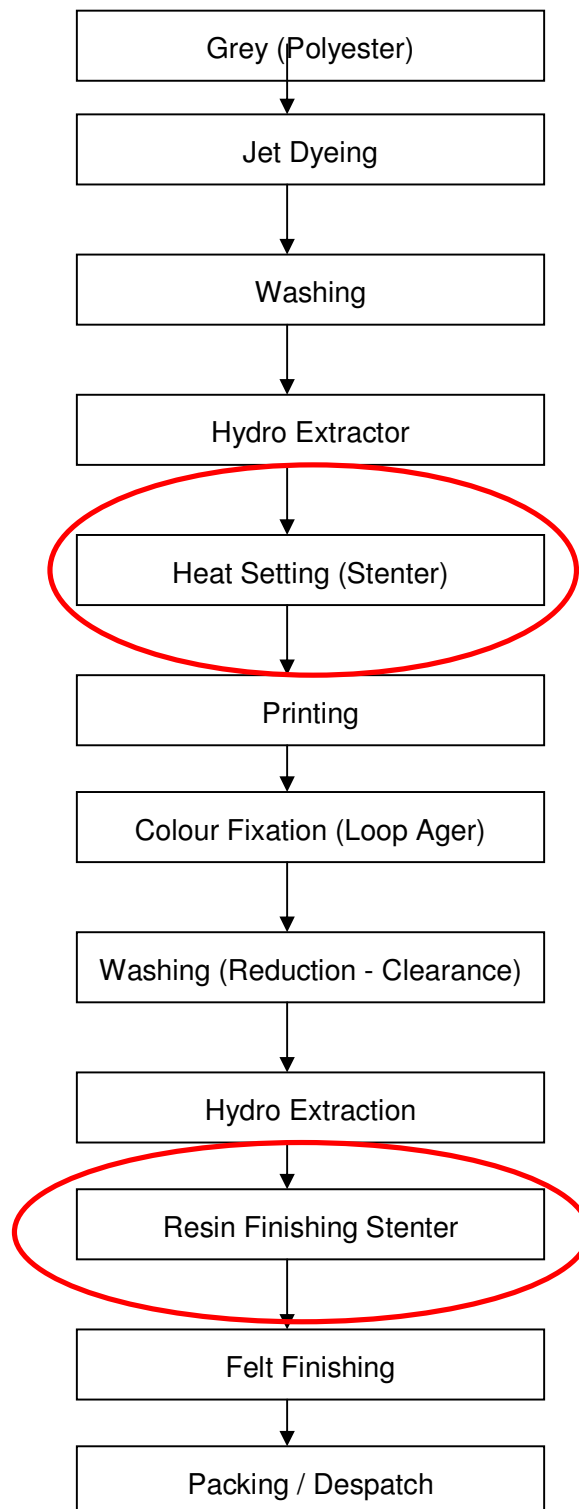 Grey (Polyester)
Jet Dyeing
Washing
Hydro Extractor
Heat Setting (Stenter)
Printing
Colour Fixation (Loop Ager)
Washing (Reduction - Clearance)
Hydro Extraction
Resin Finishing Stenter
Felt Finishing
Packing / Despatch